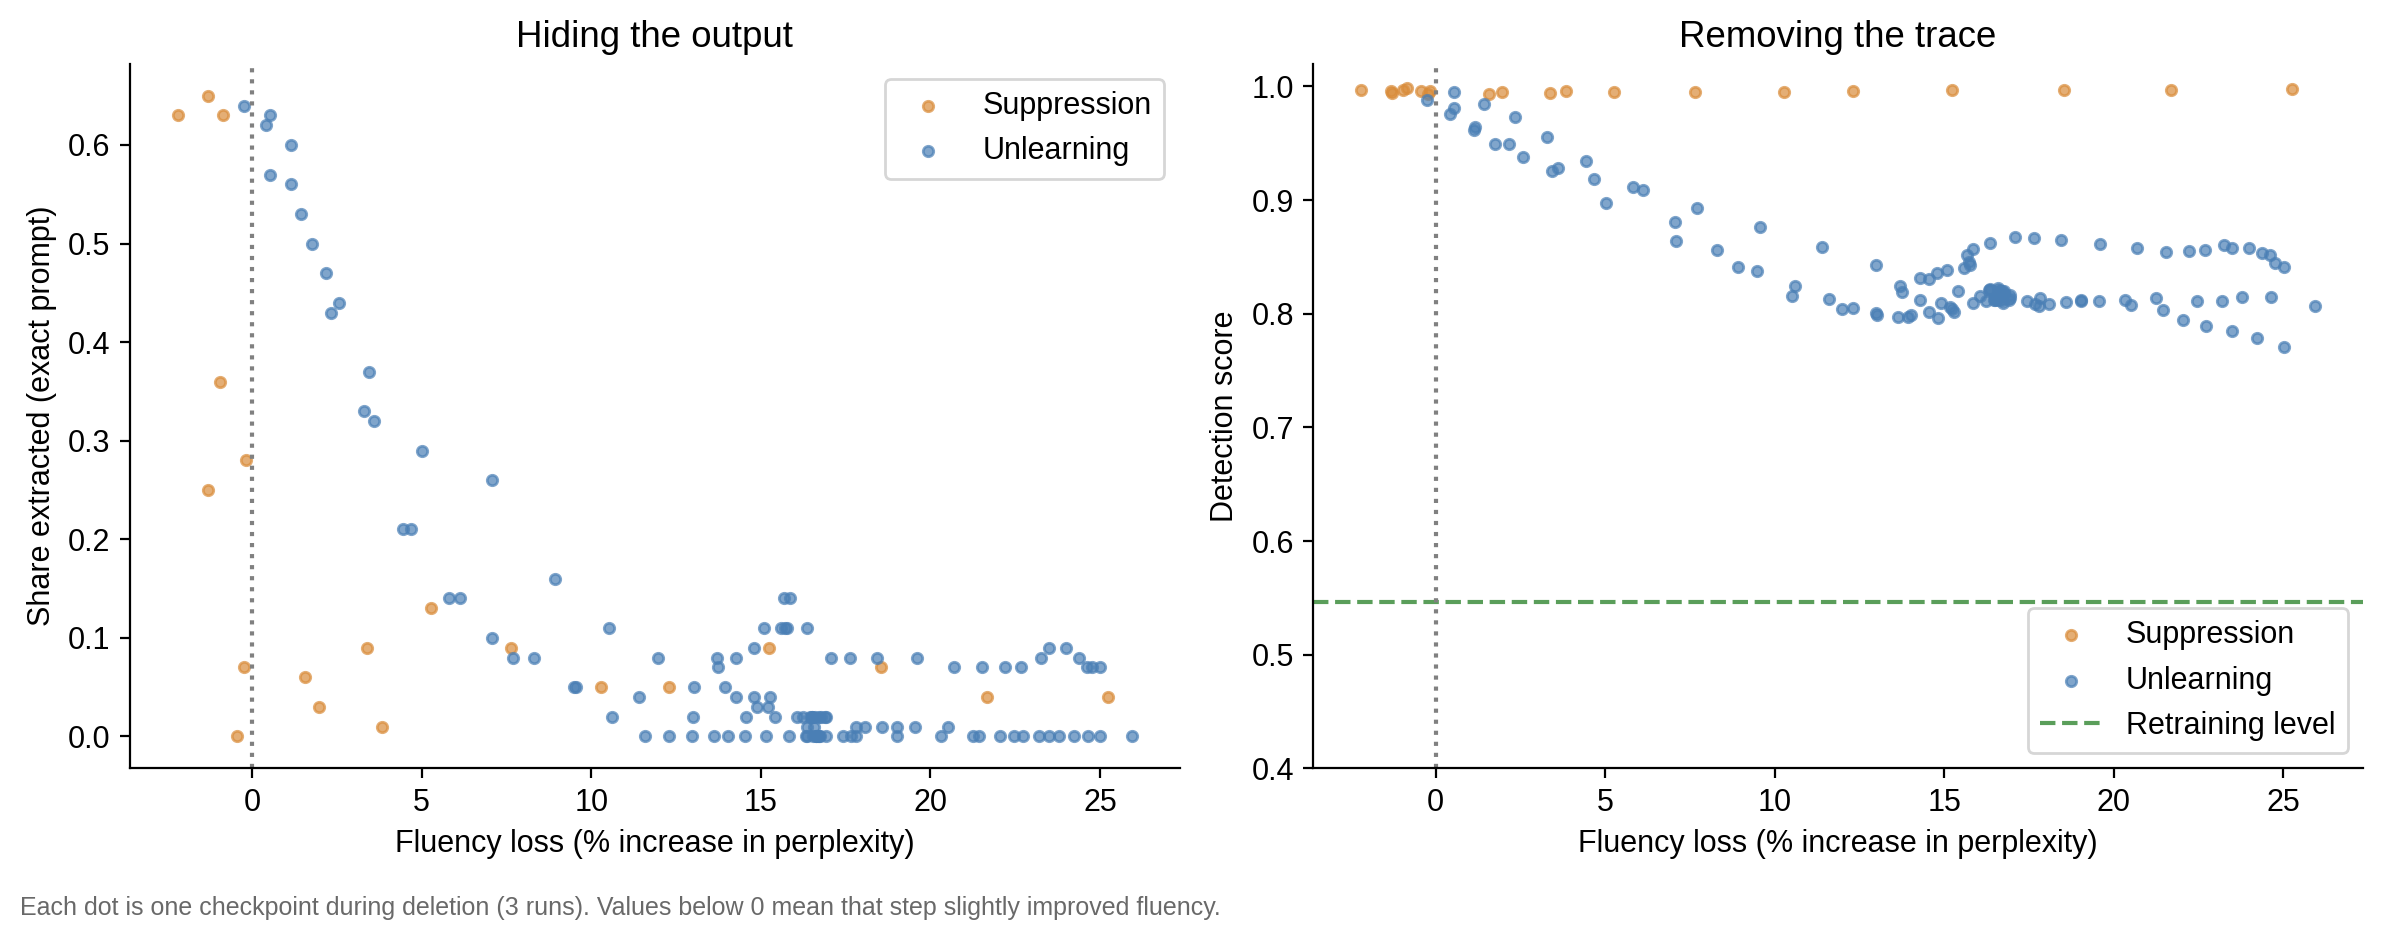 Hiding the output
Share extracted (exact prompt)
0.6
0.5
0.4
0.3
0.2
0.1
0.0
Suppression
Unlearning
0 5 10 15 20 25
Fluency loss (% increase in perplexity)
Removing the trace
Detection score
1.0
0.9
0.8
0.7
0.6
0.5
0.4
Suppression
Unlearning
Retraining level
0 5 10 15 20 25
Fluency loss (% increase in perplexity)
Each dot is one checkpoint during deletion (3 runs). Values below 0 mean that step slightly improved fluency.